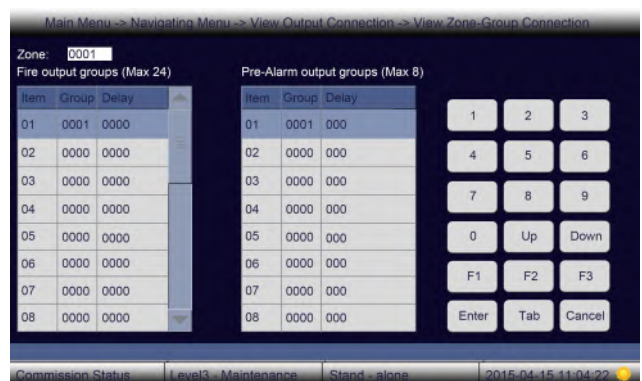 Main Menu -> Navigating Menu -> View Output Connection -> View Zone-Group Connection
Zone: 0001
Fire output groups (Max 24) Pre-Alarm output groups (Max 8)
Item Group Delay Item Group Delay
01 0001 0000 01 0001 000
02 0000 0000 02 0000 000
03 0000 0000 03 0000 000
04 0000 0000 04 0000 000
05 0000 0000 05 0000 000
06 0000 0000 06 0000 000
07 0000 0000 07 0000 000
08 0000 0000 08 0000 000
1 2 3
4 5 6
7 8 9
0 Up Down
F1 F2 F3
Enter Tab Cancel
Commission Status Level3 - Maintenance Stand - alone 2015-04-15 11:04:22